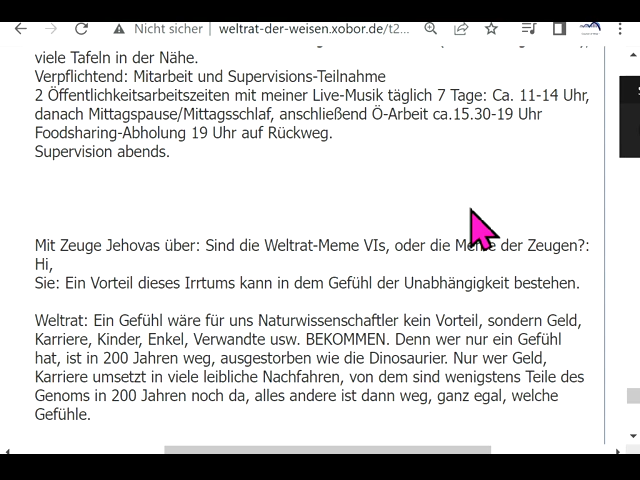 Nicht sicher | weltrat-der-weisen.xobor.de/t2...
viele Tafeln in der Nähe.
Verpflichtend: Mitarbeit und Supervisions-Teilnahme
2 Öffentlichkeitsarbeitszeiten mit meiner Live-Musik täglich 7 Tage: Ca. 11-14 Uhr,
danach Mittagspause/Mittagsschlaf, anschließend Ö-Arbeit ca.15.30-19 Uhr
Foodsharing-Abholung 19 Uhr auf Rückweg.
Supervision abends.
Mit Zeuge Jehovas über: Sind die Weltrat-Meme VIs, oder die Meme der Zeugen?:
Hi,
Sie: Ein Vorteil dieses Irrtums kann in dem Gefühl der Unabhängigkeit bestehen.
Weltrat: Ein Gefühl wäre für uns Naturwissenschaftler kein Vorteil, sondern Geld,
Karriere, Kinder, Enkel, Verwandte usw. BEKOMMEN. Denn wer nur ein Gefühl
hat, ist in 200 Jahren weg, ausgestorben wie die Dinosaurier. Nur wer Geld,
Karriere umsetzt in viele leibliche Nachfahren, von dem sind wenigstens Teile des
Genoms in 200 Jahren noch da, alles andere ist dann weg, ganz egal, welche
Gefühle.